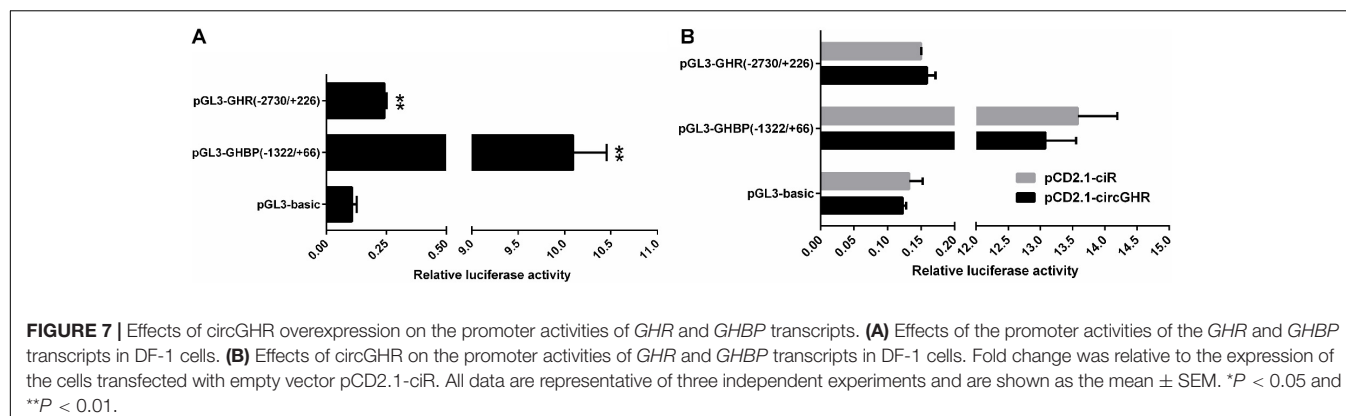 A
pGL3-GHR(-2730/+226)
**
pGL3-GHBP(-1322/+66)
**
pGL3-basic
0.00 0.25 0.50 9.0 9.5 10.0 10.5 11.0
Relative luciferase activity
B
pGL3-GHR(-2730/+226)
pGL3-GHBP(-1322/+66)
pGL3-basic
pCD2.1-ciR
pCD2.1-circGHR
0.00 0.05 0.10 0.15 0.20 12.0 12.5 13.0 13.5 14.0 14.5 15.0
Relative luciferase activity
FIGURE 7 | Effects of circGHR overexpression on the promoter activities of GHR and GHBP transcripts. (A) Effects of the promoter activities of the GHR and GHBP
transcripts in DF-1 cells. (B) Effects of circGHR on the promoter activities of GHR and GHBP transcripts in DF-1 cells. Fold change was relative to the expression of
the cells transfected with empty vector pCD2.1-ciR. All data are representative of three independent experiments and are shown as the mean ± SEM. *P < 0.05 and
**P < 0.01.